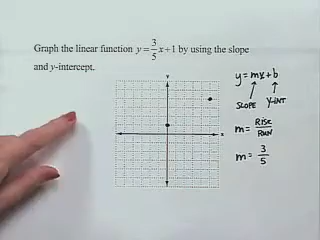 Graph the linear function y = 3/5 x + 1 by using the slope
and y-intercept.
y
x
y = mx + b
SLOPE Y-INT
m = RISE/RUN
m = 3/5